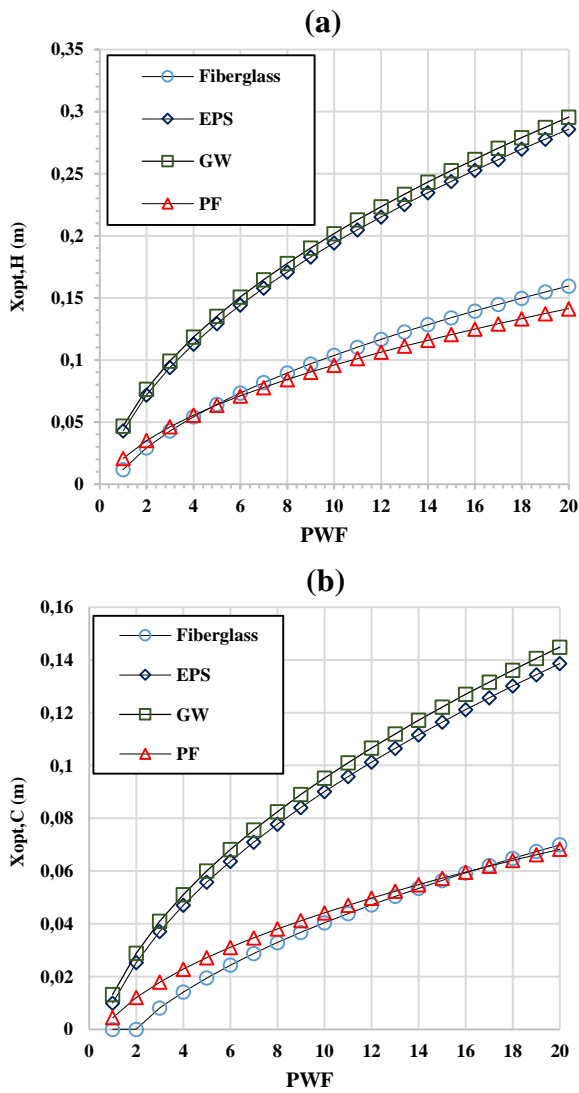 (a)
Xopt,H (m)
0,35
0,3
0,25
0,2
0,15
0,1
0,05
0
Fiberglass
EPS
GW
PF
0 2 4 6 8 10 12 14 16 18 20
PWF
(b)
Xopt,C (m)
0,16
0,14
0,12
0,1
0,08
0,06
0,04
0,02
0
Fiberglass
EPS
GW
PF
0 2 4 6 8 10 12 14 16 18 20
PWF